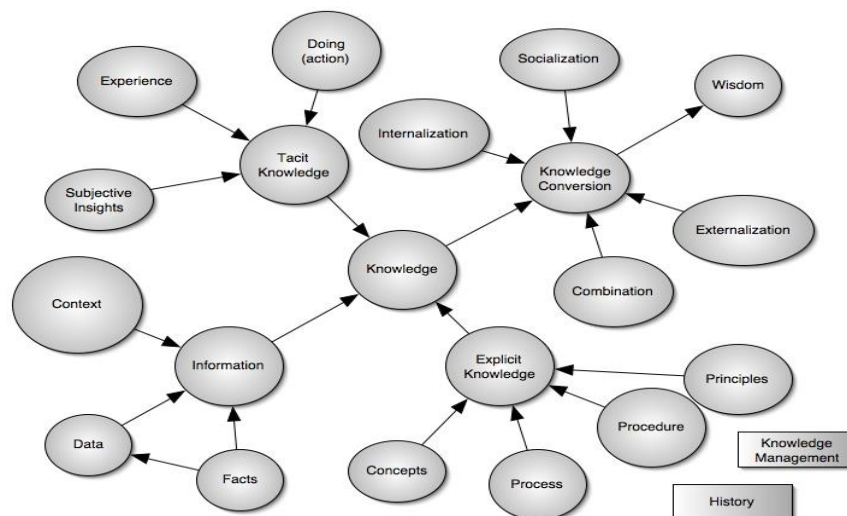 Doing
(action)
Experience
Socialization
Wisdom
Internalization
Tacit
Knowledge
Knowledge
Conversion
Subjective
Insights
Externalization
Knowledge
Combination
Context
Information
Explicit
Knowledge
Principles
Procedure
Data
Concepts
Facts
Process
Knowledge
Management
History